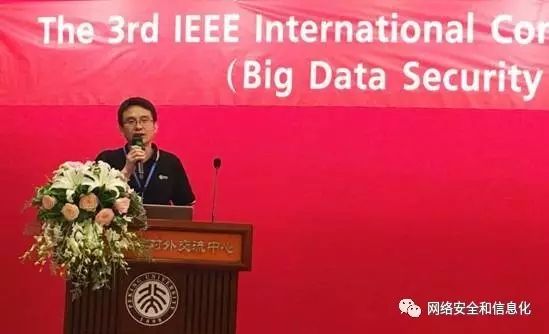 The 3rd IEEE International Con
(Big Data Security
对外交流中心
网络安全和信息化